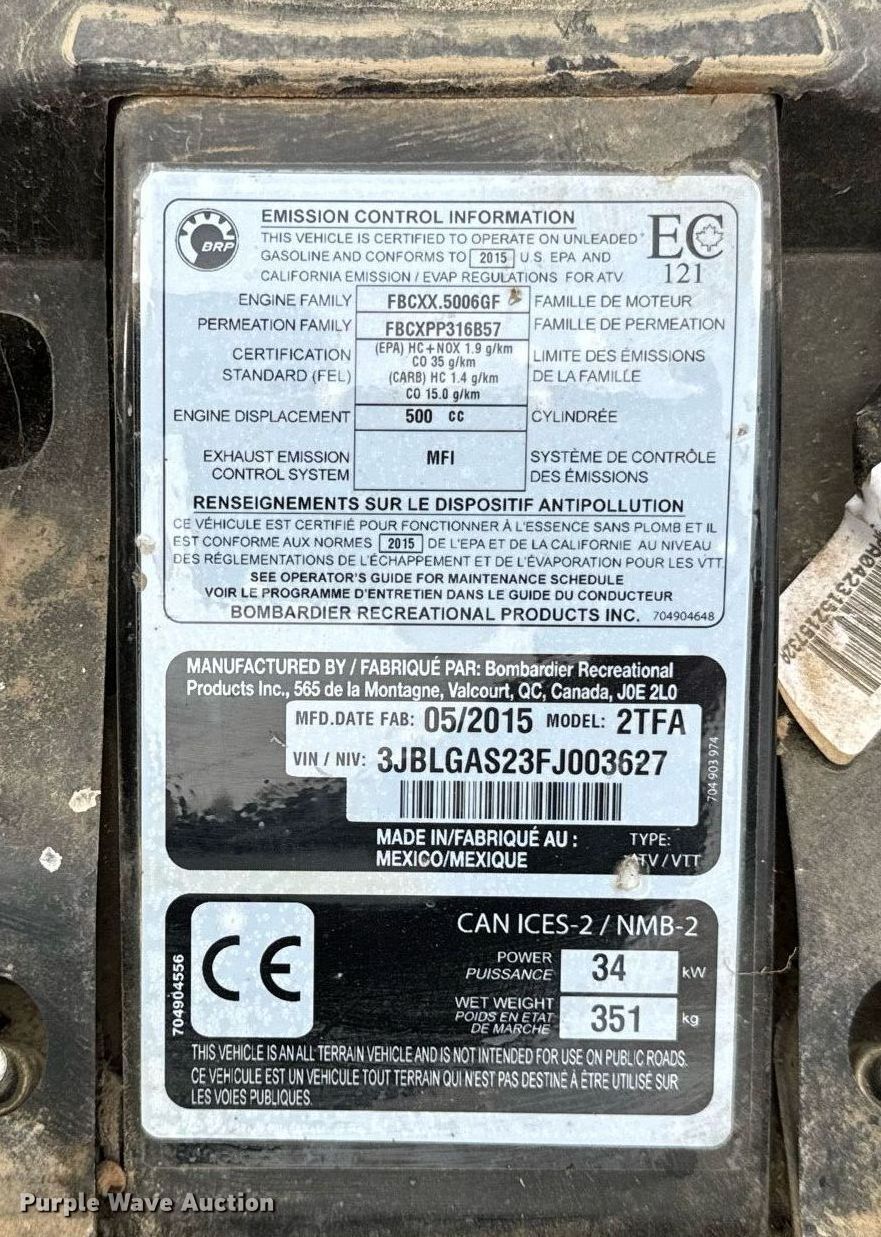 BRP
EMISSION CONTROL INFORMATION
THIS VEHICLE IS CERTIFIED TO OPERATE ON UNLEADED
GASOLINE AND CONFORMS TO 2015 U.S. EPA AND
CALIFORNIA EMISSION / EVAP REGULATIONS FOR ATV
EC
121
ENGINE FAMILY FBCXX.5006GF FAMILLE DE MOTEUR
PERMEATION FAMILY FBCXPP316B57 FAMILLE DE PERMEATION
CERTIFICATION
STANDARD (FEL)
(EPA) HC+NOX 1.9 g/km
CO 35 g/km
(CARB) HC 1.4 g/km
CO 15.0 g/km
LIMITE DES ÉMISSIONS
DE LA FAMILLE
ENGINE DISPLACEMENT 500 CC CYLINDRÉE
EXHAUST EMISSION
CONTROL SYSTEM
MFI
SYSTÈME DE CONTRÔLE
DES ÉMISSIONS
RENSEIGNEMENTS SUR LE DISPOSITIF ANTIPOLLUTION
CE VÉHICULE EST CERTIFIÉ POUR FONCTIONNER À L'ESSENCE SANS PLOMB ET IL
EST CONFORME AUX NORMES 2015 DE L'EPA ET DE LA CALIFORNIE AU NIVEAU
DES RÉGLEMENTATIONS DE L'ÉCHAPPEMENT ET DE L'ÉVAPORATION POUR LES VTT
SEE OPERATOR'S GUIDE FOR MAINTENANCE SCHEDULE
VOIR LE PROGRAMME D'ENTRETIEN DANS LE GUIDE DU CONDUCTEUR
BOMBARDIER RECREATIONAL PRODUCTS INC. 704904648
MANUFACTURED BY / FABRIQUÉ PAR: Bombardier Recreational
Products Inc., 565 de la Montagne, Valcourt, QC, Canada, J0E 2L0
MFD.DATE FAB: 05/2015 MODEL: 2TFA
VIN / NIV: 3JBLGAS23FJ003627
704 903 974
MADE IN/FABRIQUÉ AU :
MEXICO/MEXIQUE
TYPE:
ATV / VTT
CE
704904556
CAN ICES-2 / NMB-2
POWER
PUISSANCE
34 kW
WET WEIGHT
POIDS EN ETAT
DE MARCHE
351 kg
THIS VEHICLE IS AN ALL TERRAIN VEHICLE AND IS NOT INTENDED FOR USE ON PUBLIC ROADS.
CE VEHICULE EST UN VEHICULE TOUT TERRAIN QUI N'EST PAS DESTINÉ À ÊTRE UTILISÉ SUR
LES VOIES PUBLIQUES.
Purple Wave Auction